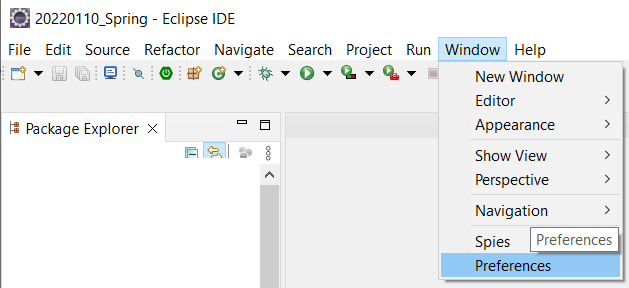 20220110_Spring - Eclipse IDE
File Edit Source Refactor Navigate Search Project Run Window Help
Package Explorer
New Window
Editor
Appearance
Show View
Perspective
Navigation
Spies
Preferences
Preferences